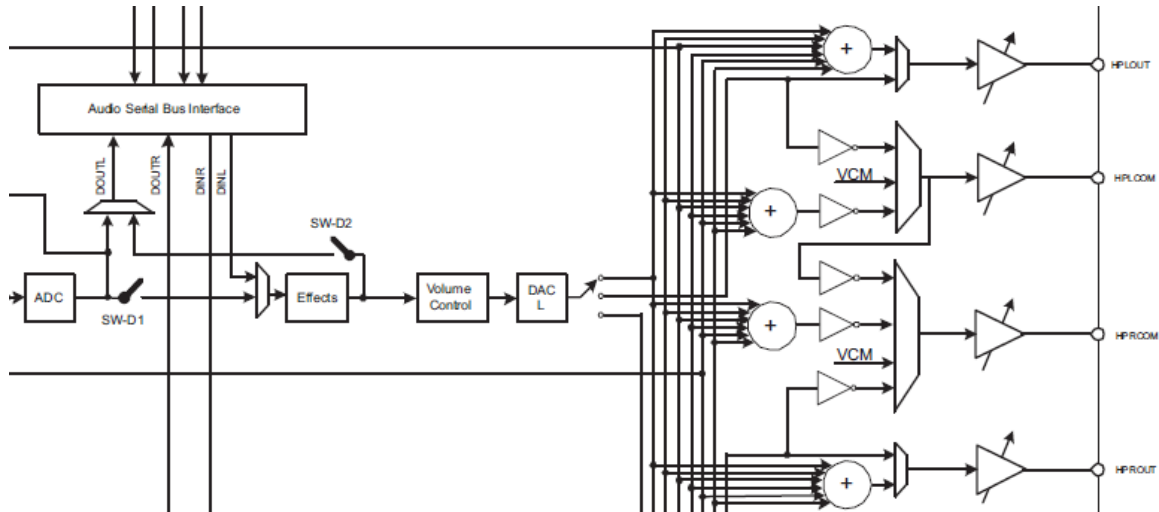 HPLOUT
+
Audio Serial Bus Interface
DOUTL
DOUTR
DINR
DINL
VCM
HPLCOM
+
SW-D2
ADC
SW-D1
Effects
Volume
Control
DAC
L
+
HPRCOM
VCM
HPROUT
+